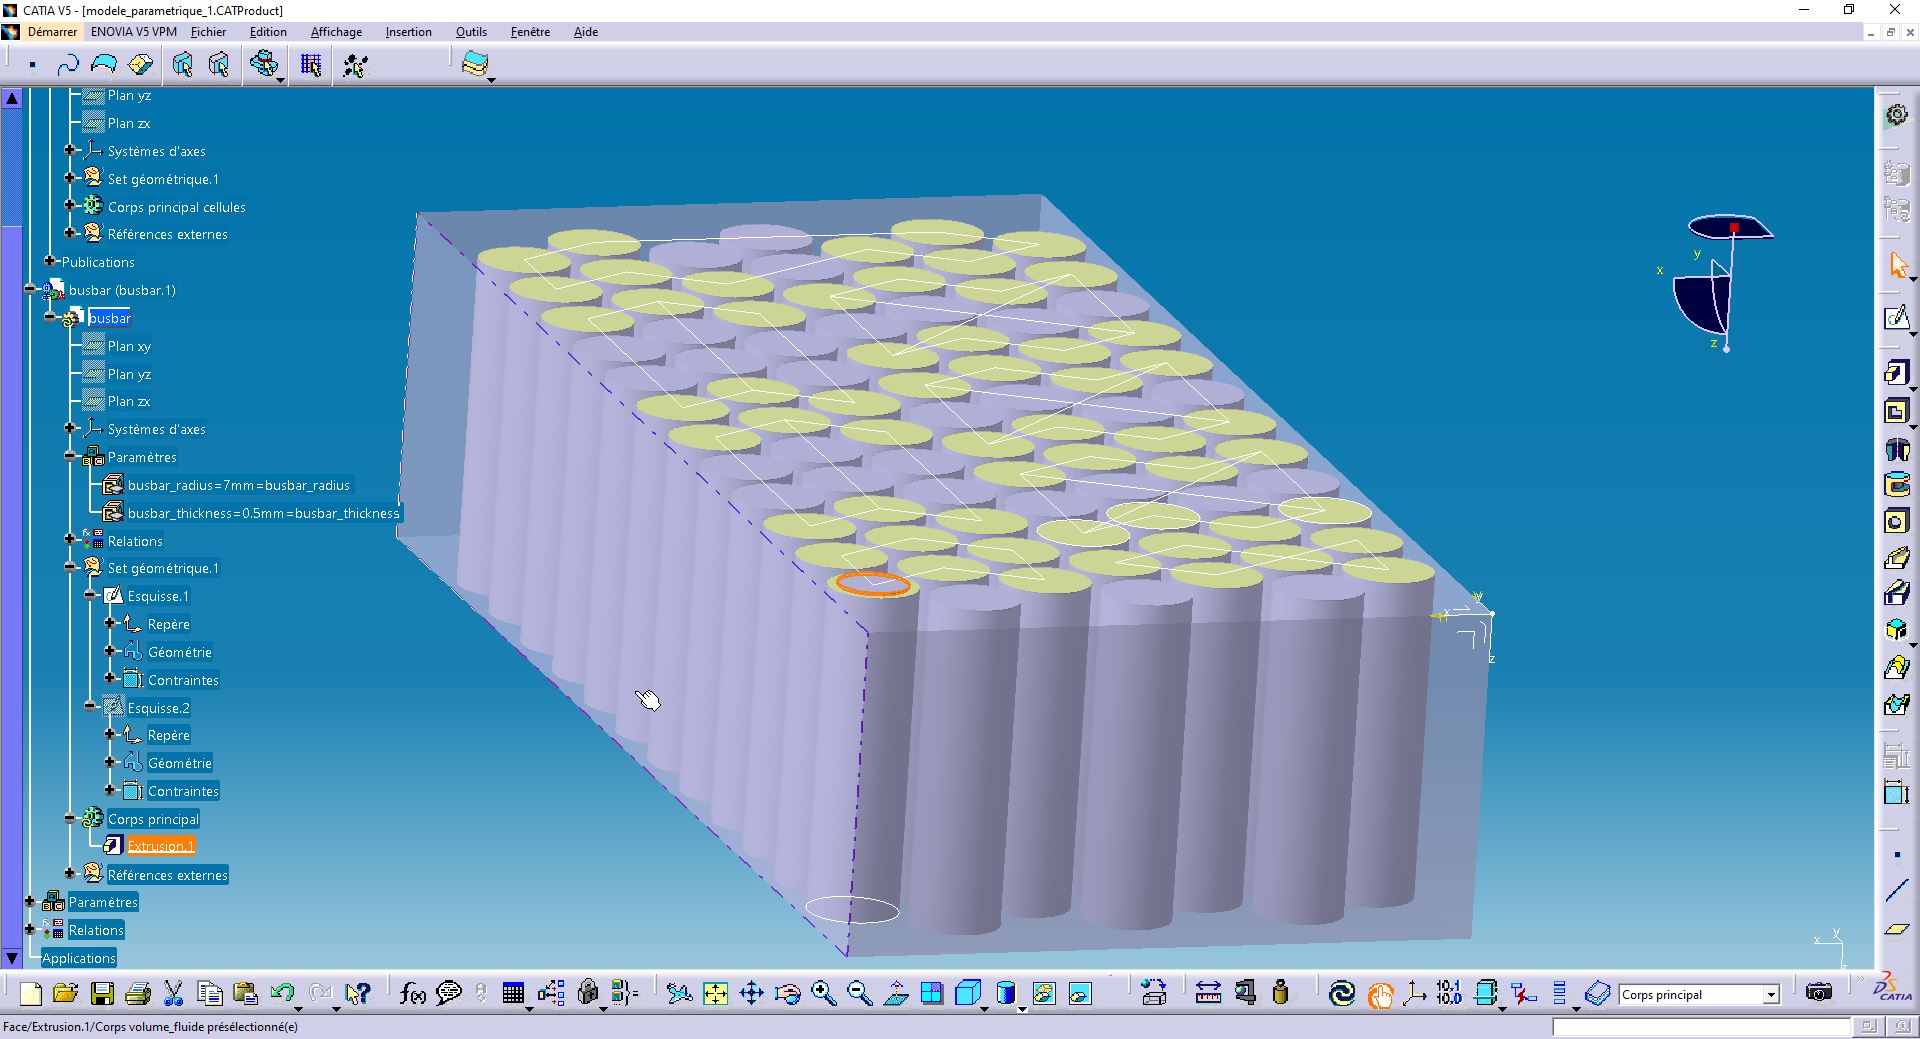 CATIA V5 - [modele_parametrique_1.CATProduct]
Démarrer ENOVIA V5 VPM Fichier Edition Affichage Insertion Outils Fenêtre Aide
Plan yz
Plan zx
Systèmes d'axes
Set géométrique.1
Corps principal cellules
Références externes
Publications
busbar (busbar.1)
busbar
Plan xy
Plan yz
Plan zx
Systèmes d'axes
Paramètres
busbar_radius=7mm=busbar_radius
busbar_thickness=0.5mm=busbar_thickness
Relations
Set géométrique.1
Esquisse.1
Repère
Géométrie
Contraintes
Esquisse.2
Repère
Géométrie
Contraintes
Corps principal
Extrusion.1
Références externes
Paramètres
Relations
Applications
x
y
z
y
x
z
y
x
f(x)
10.1
10.0
Corps principal
CATIA
Face/Extrusion.1/Corps volume_fluide présélectionné(e)